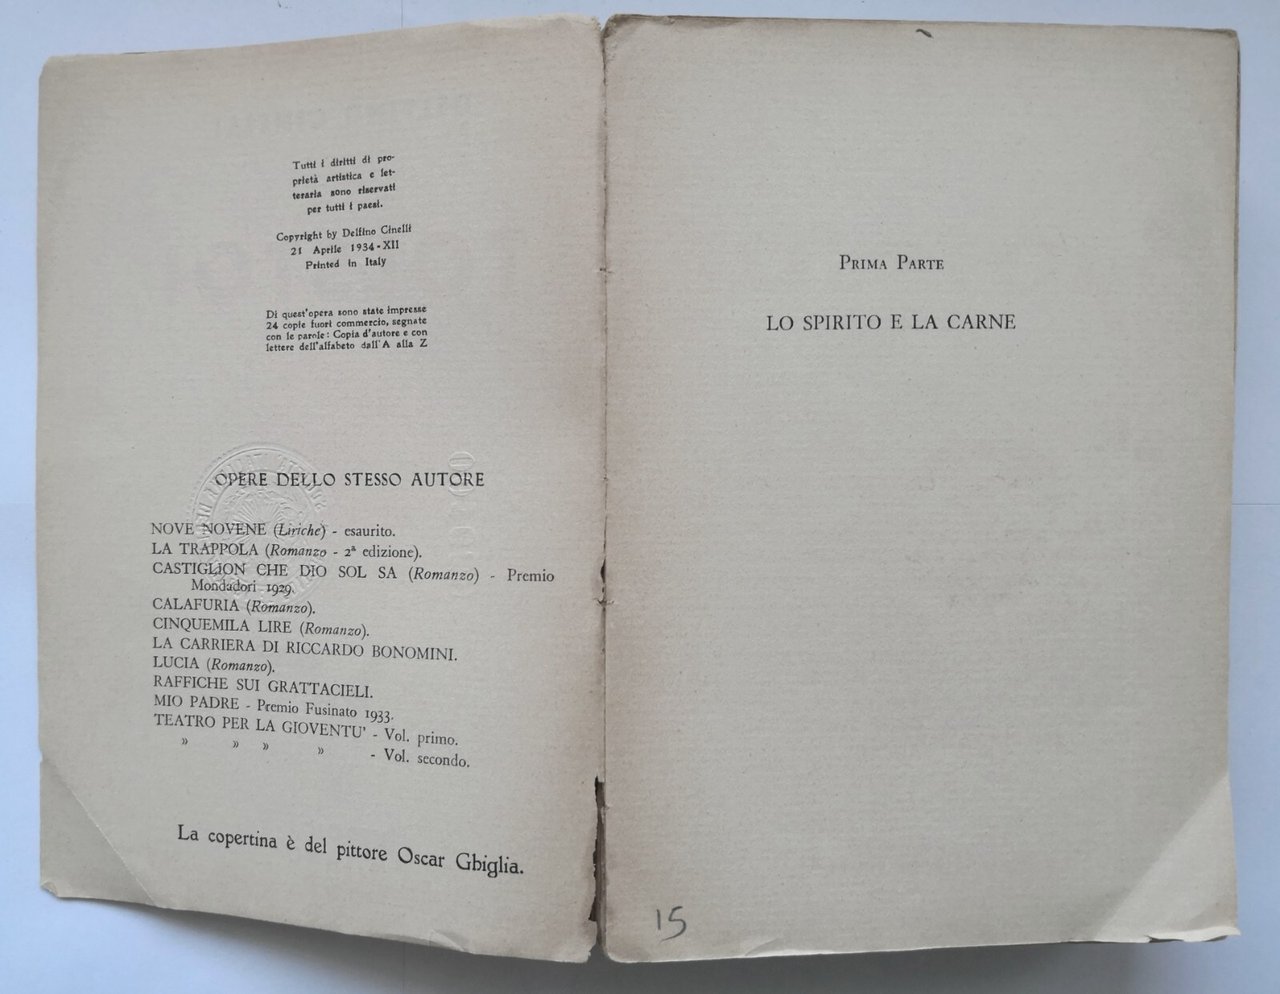 Tutti i diritti di pro-
prietà artistica e let-
teraria sono riservati
per tutti i paesi.
Copyright by Delfino Cinelli
21 Aprile 1934-XII
Printed in Italy
Di quest'opera sono state impresse
24 copie fuori commercio, segnate
con le parole: Copia d'autore e con
lettere dell'alfabeto dall'A alla Z
OPERE DELLO STESSO AUTORE
NOVE NOVENE (Liriche) - esaurito.
LA TRAPPOLA (Romanzo - 2ª edizione).
CASTIGLION CHE DIO SOL SA (Romanzo) - Premio
Mondadori 1929.
CALAFURIA (Romanzo).
CINQUEMILA LIRE (Romanzo).
LA CARRIERA DI RICCARDO BONOMINI.
LUCIA (Romanzo).
RAFFICHE SUI GRATTACIELI.
MIO PADRE - Premio Fusinato 1933.
TEATRO PER LA GIOVENTU' - Vol. primo.
» » » » - Vol. secondo.
La copertina è del pittore Oscar Ghiglia.
PRIMA PARTE
LO SPIRITO E LA CARNE
15